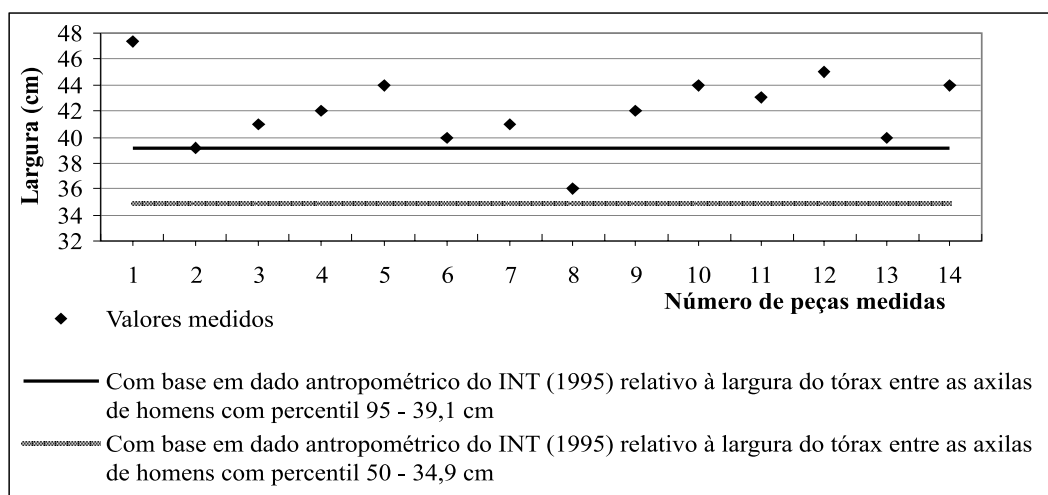 48
46
44
42
40
38
36
34
32
Largura (cm)
1 2 3 4 5 6 7 8 9 10 11 12 13 14
Número de peças medidas
Valores medidos
Com base em dado antropométrico do INT (1995) relativo à largura do tórax entre as axilas
de homens com percentil 95 - 39,1 cm
Com base em dado antropométrico do INT (1995) relativo à largura do tórax entre as axilas
de homens com percentil 50 - 34,9 cm